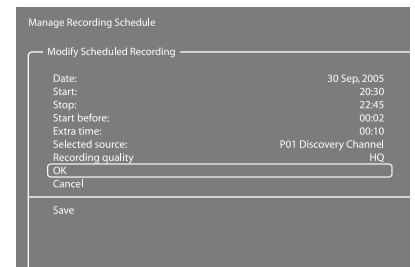 Manage Recording Schedule
Modify Scheduled Recording
Date: 30 Sep, 2005
Start: 20:30
Stop: 22:45
Start before: 00:02
Extra time: 00:10
Selected source: P01 Discovery Channel
Recording quality HQ
OK
Cancel
Save